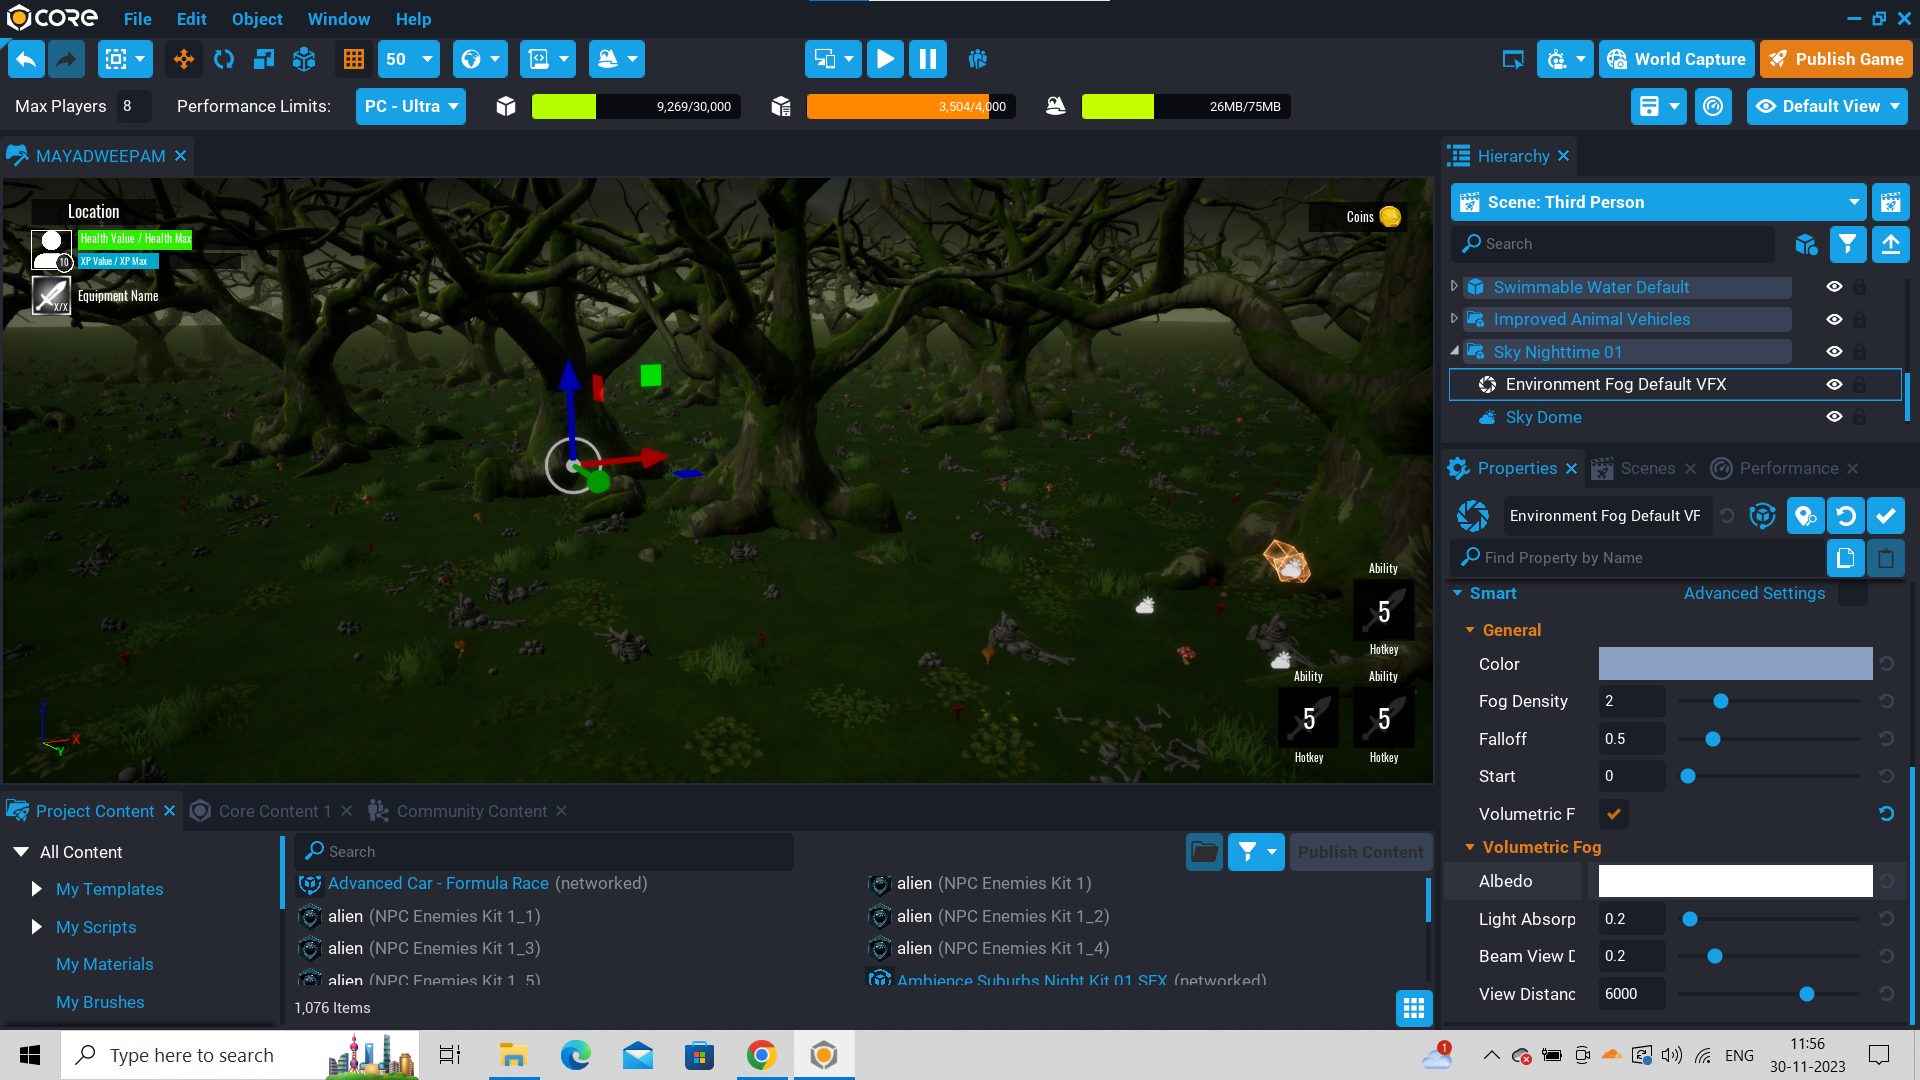 CORE File Edit Object Window Help
50 World Capture Publish Game
Max Players 8 Performance Limits: PC - Ultra 9,269/30,000 3,504/4,000 26MB/75MB Default View
MAYADWEEPAM
Location
Health Value / Health Max
10 XP Value / XP Max
X/X Equipment Name
Coins
Ability
5
Hotkey
Ability Ability
5 5
Hotkey Hotkey
Z
X
Y
Hierarchy
Scene: Third Person
Search
Swimmable Water Default
Improved Animal Vehicles
Sky Nighttime 01
Environment Fog Default VFX
Sky Dome
Properties Scenes Performance
Environment Fog Default VF
Find Property by Name
Smart Advanced Settings
General
Color
Fog Density 2
Falloff 0.5
Start 0
Volumetric F
Volumetric Fog
Albedo
Light Absorp 0.2
Beam View D 0.2
View Distanc 6000
Project Content Core Content 1 Community Content
All Content
My Templates
My Scripts
My Materials
My Brushes
Search Publish Content
Advanced Car - Formula Race (networked) alien (NPC Enemies Kit 1)
alien (NPC Enemies Kit 1_1) alien (NPC Enemies Kit 1_2)
alien (NPC Enemies Kit 1_3) alien (NPC Enemies Kit 1_4)
alien (NPC Enemies Kit 1_5) Ambience Suburbs Night Kit 01 SFX (networked)
1,076 Items
Type here to search 1 ENG 11:56
30-11-2023